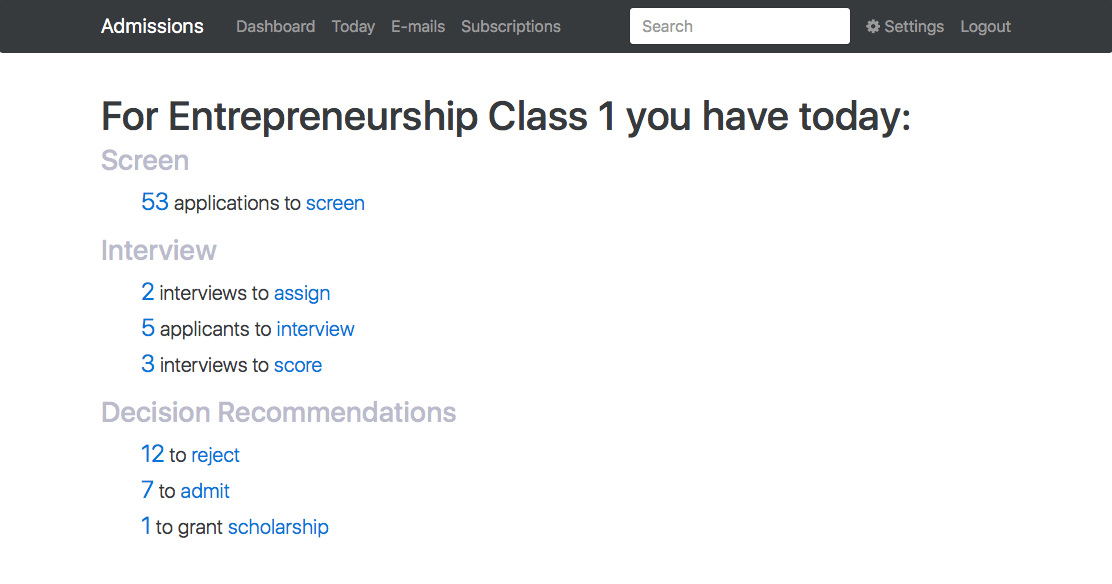 Admissions Dashboard Today E-mails Subscriptions Search Settings Logout
For Entrepreneurship Class 1 you have today:
Screen
53 applications to screen
Interview
2 interviews to assign
5 applicants to interview
3 interviews to score
Decision Recommendations
12 to reject
7 to admit
1 to grant scholarship